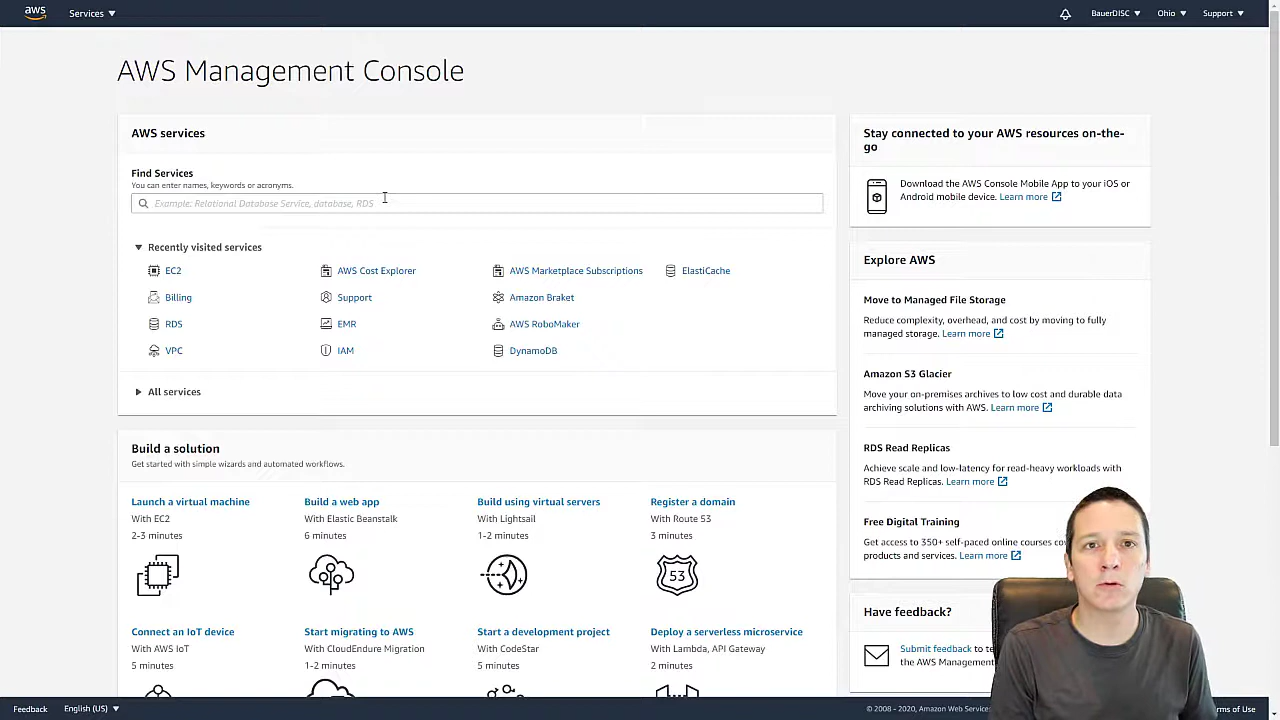 aws Services BauerDISC Ohio Support
AWS Management Console
AWS services
Find Services
You can enter names, keywords or acronyms.
Example: Relational Database Service, database, RDS
Recently visited services
EC2 AWS Cost Explorer AWS Marketplace Subscriptions ElastiCache
Billing Support Amazon Braket
RDS EMR AWS RoboMaker
VPC IAM DynamoDB
All services
Build a solution
Get started with simple wizards and automated workflows.
Launch a virtual machine
With EC2
2-3 minutes
Build a web app
With Elastic Beanstalk
6 minutes
Build using virtual servers
With Lightsail
1-2 minutes
Register a domain
With Route 53
3 minutes
53
Connect an IoT device
With AWS IoT
5 minutes
Start migrating to AWS
With CloudEndure Migration
1-2 minutes
Start a development project
With CodeStar
5 minutes
Deploy a serverless microservice
With Lambda, API Gateway
2 minutes
Stay connected to your AWS resources on-the-
go
Download the AWS Console Mobile App to your iOS or
Android mobile device. Learn more
Explore AWS
Move to Managed File Storage
Reduce complexity, overhead, and cost by moving to fully
managed storage. Learn more
Amazon S3 Glacier
Move your on-premises archives to low cost and durable data
archiving solutions with AWS. Learn more
RDS Read Replicas
Achieve scale and low-latency for read-heavy workloads with
RDS Read Replicas. Learn more
Free Digital Training
Get access to 350+ self-paced online courses
products and services. Learn more
Have feedback?
Submit feedback to
the AWS Management
Feedback English (US) © 2008 - 2020, Amazon Web Services of Use